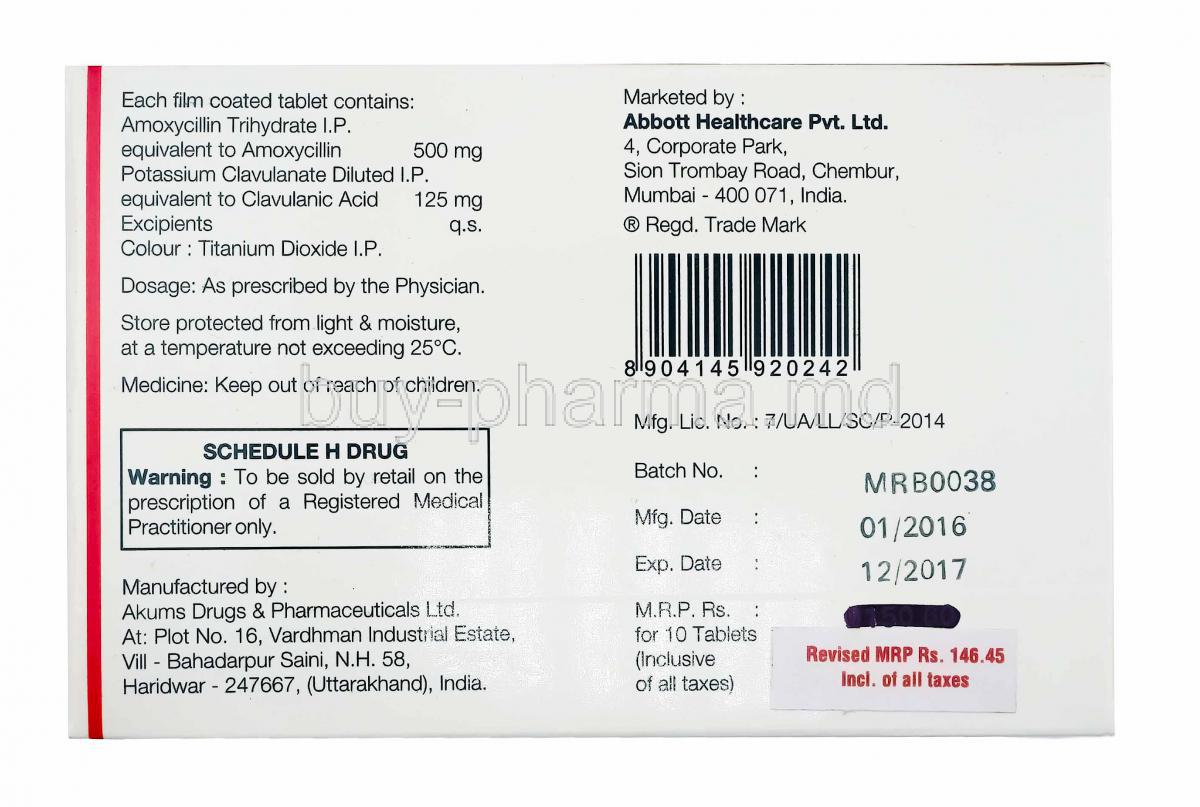 Each film coated tablet contains:
Amoxycillin Trihydrate I.P.
equivalent to Amoxycillin 500 mg
Potassium Clavulanate Diluted I.P.
equivalent to Clavulanic Acid 125 mg
Excipients q.s.
Colour : Titanium Dioxide I.P.
Dosage: As prescribed by the Physician.
Store protected from light & moisture,
at a temperature not exceeding 25°C.
Medicine: Keep out of reach of children.
SCHEDULE H DRUG
Warning : To be sold by retail on the
prescription of a Registered Medical
Practitioner only.
Manufactured by :
Akums Drugs & Pharmaceuticals Ltd.
At: Plot No. 16, Vardhman Industrial Estate,
Vill - Bahadarpur Saini, N.H. 58,
Haridwar - 247667, (Uttarakhand), India.
Marketed by :
Abbott Healthcare Pvt. Ltd.
4, Corporate Park,
Sion Trombay Road, Chembur,
Mumbai - 400 071, India.
® Regd. Trade Mark
8 904145 920242
Mfg. Lic. No. : 7/UA/LL/SC/P-2014
Batch No. : MRB0038
Mfg. Date : 01/2016
Exp. Date : 12/2017
M.R.P. Rs. :
for 10 Tablets
(Inclusive
of all taxes)
Revised MRP Rs. 146.45
Incl. of all taxes
buy-pharma.md